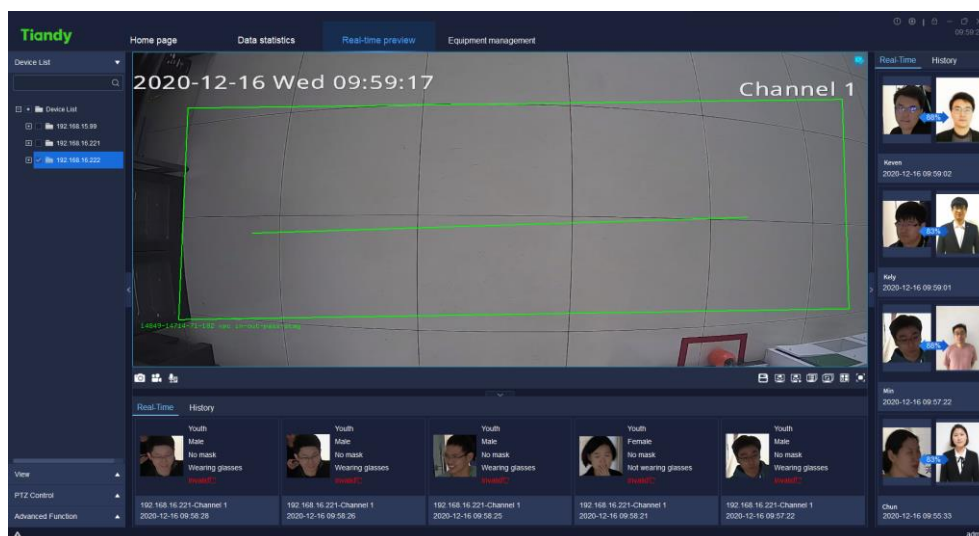 Tiandy
Home page
Data statistics
Real-time preview
Equipment management
Device List
Device List
192.168.15.99
192.168.16.221
192.168.16.222
View
PTZ Control
Advanced Function
2020-12-16 Wed 09:59:17
Channel 1
Real-Time History
Youth
Male
No mask
Wearing glasses
192.168.16.221-Channel 1
2020-12-16 09:58:28
Youth
Male
No mask
Wearing glasses
192.168.16.221-Channel 1
2020-12-16 09:58:26
Youth
Male
No mask
Wearing glasses
192.168.16.221-Channel 1
2020-12-16 09:58:25
Youth
Female
No mask
Not wearing glasses
192.168.16.221-Channel 1
2020-12-16 09:58:21
Youth
Male
No mask
Wearing glasses
192.168.16.221-Channel 1
2020-12-16 09:57:22
Real-Time History
Keven
2020-12-16 09:59:02
83%
Kely
2020-12-16 09:59:01
Min
2020-12-16 09:57:22
83%
Chun
2020-12-16 09:55:33